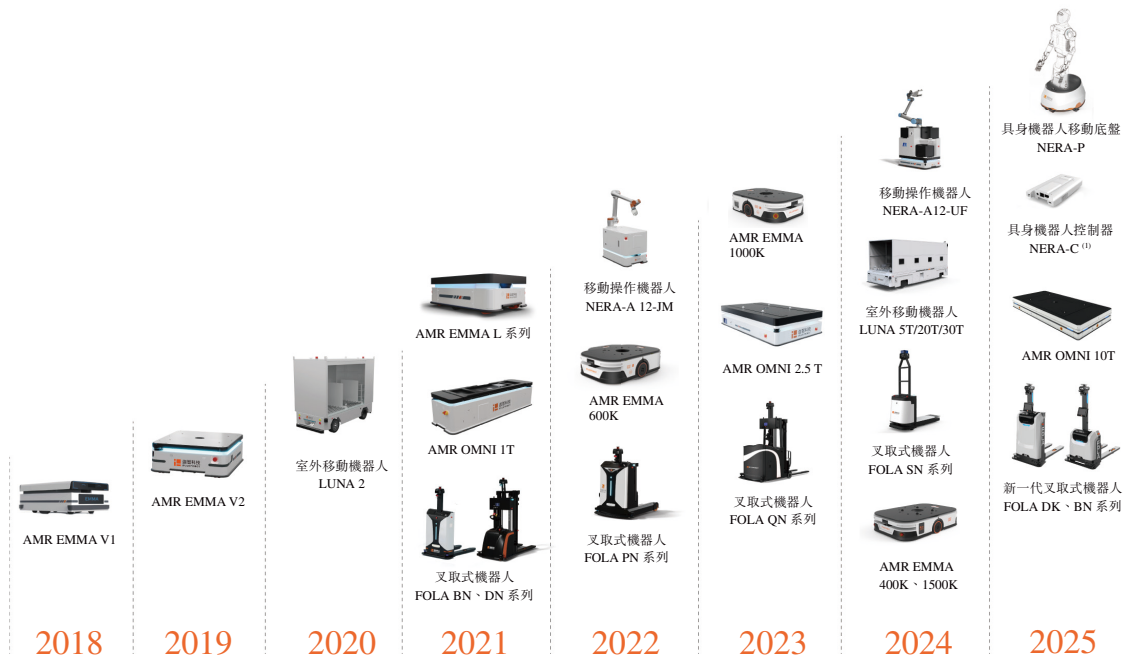 AMR EMMA V1
2018
AMR EMMA V2
2019
室外移動機器人
LUNA 2
2020
AMR EMMA L 系列
AMR OMNI 1T
叉取式機器人
FOLA BN、DN 系列
2021
移動操作機器人
NERA-A 12-JM
AMR EMMA
600K
叉取式機器人
FOLA PN 系列
2022
AMR EMMA
1000K
AMR OMNI 2.5 T
叉取式機器人
FOLA QN 系列
2023
移動操作機器人
NERA-A12-UF
室外移動機器人
LUNA 5T/20T/30T
叉取式機器人
FOLA SN 系列
AMR EMMA
400K、1500K
2024
具身機器人移動底盤
NERA-P
具身機器人控制器
NERA-C (1)
AMR OMNI 10T
新一代叉取式機器人
FOLA DK、BN 系列
2025